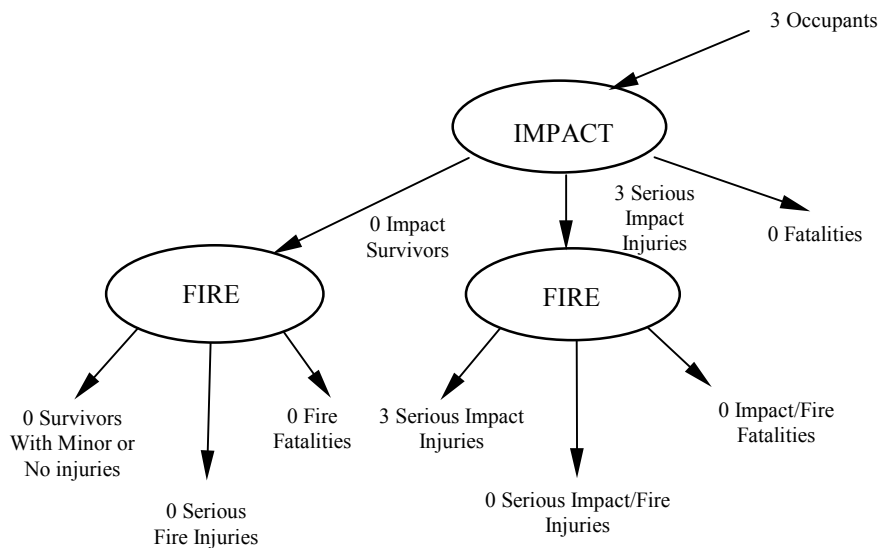 3 Occupants
IMPACT
0 Impact
Survivors
3 Serious
Impact
Injuries
0 Fatalities
FIRE
FIRE
0 Survivors
With Minor or
No injuries
0 Serious
Fire Injuries
0 Fire
Fatalities
3 Serious Impact
Injuries
0 Serious Impact/Fire
Injuries
0 Impact/Fire
Fatalities